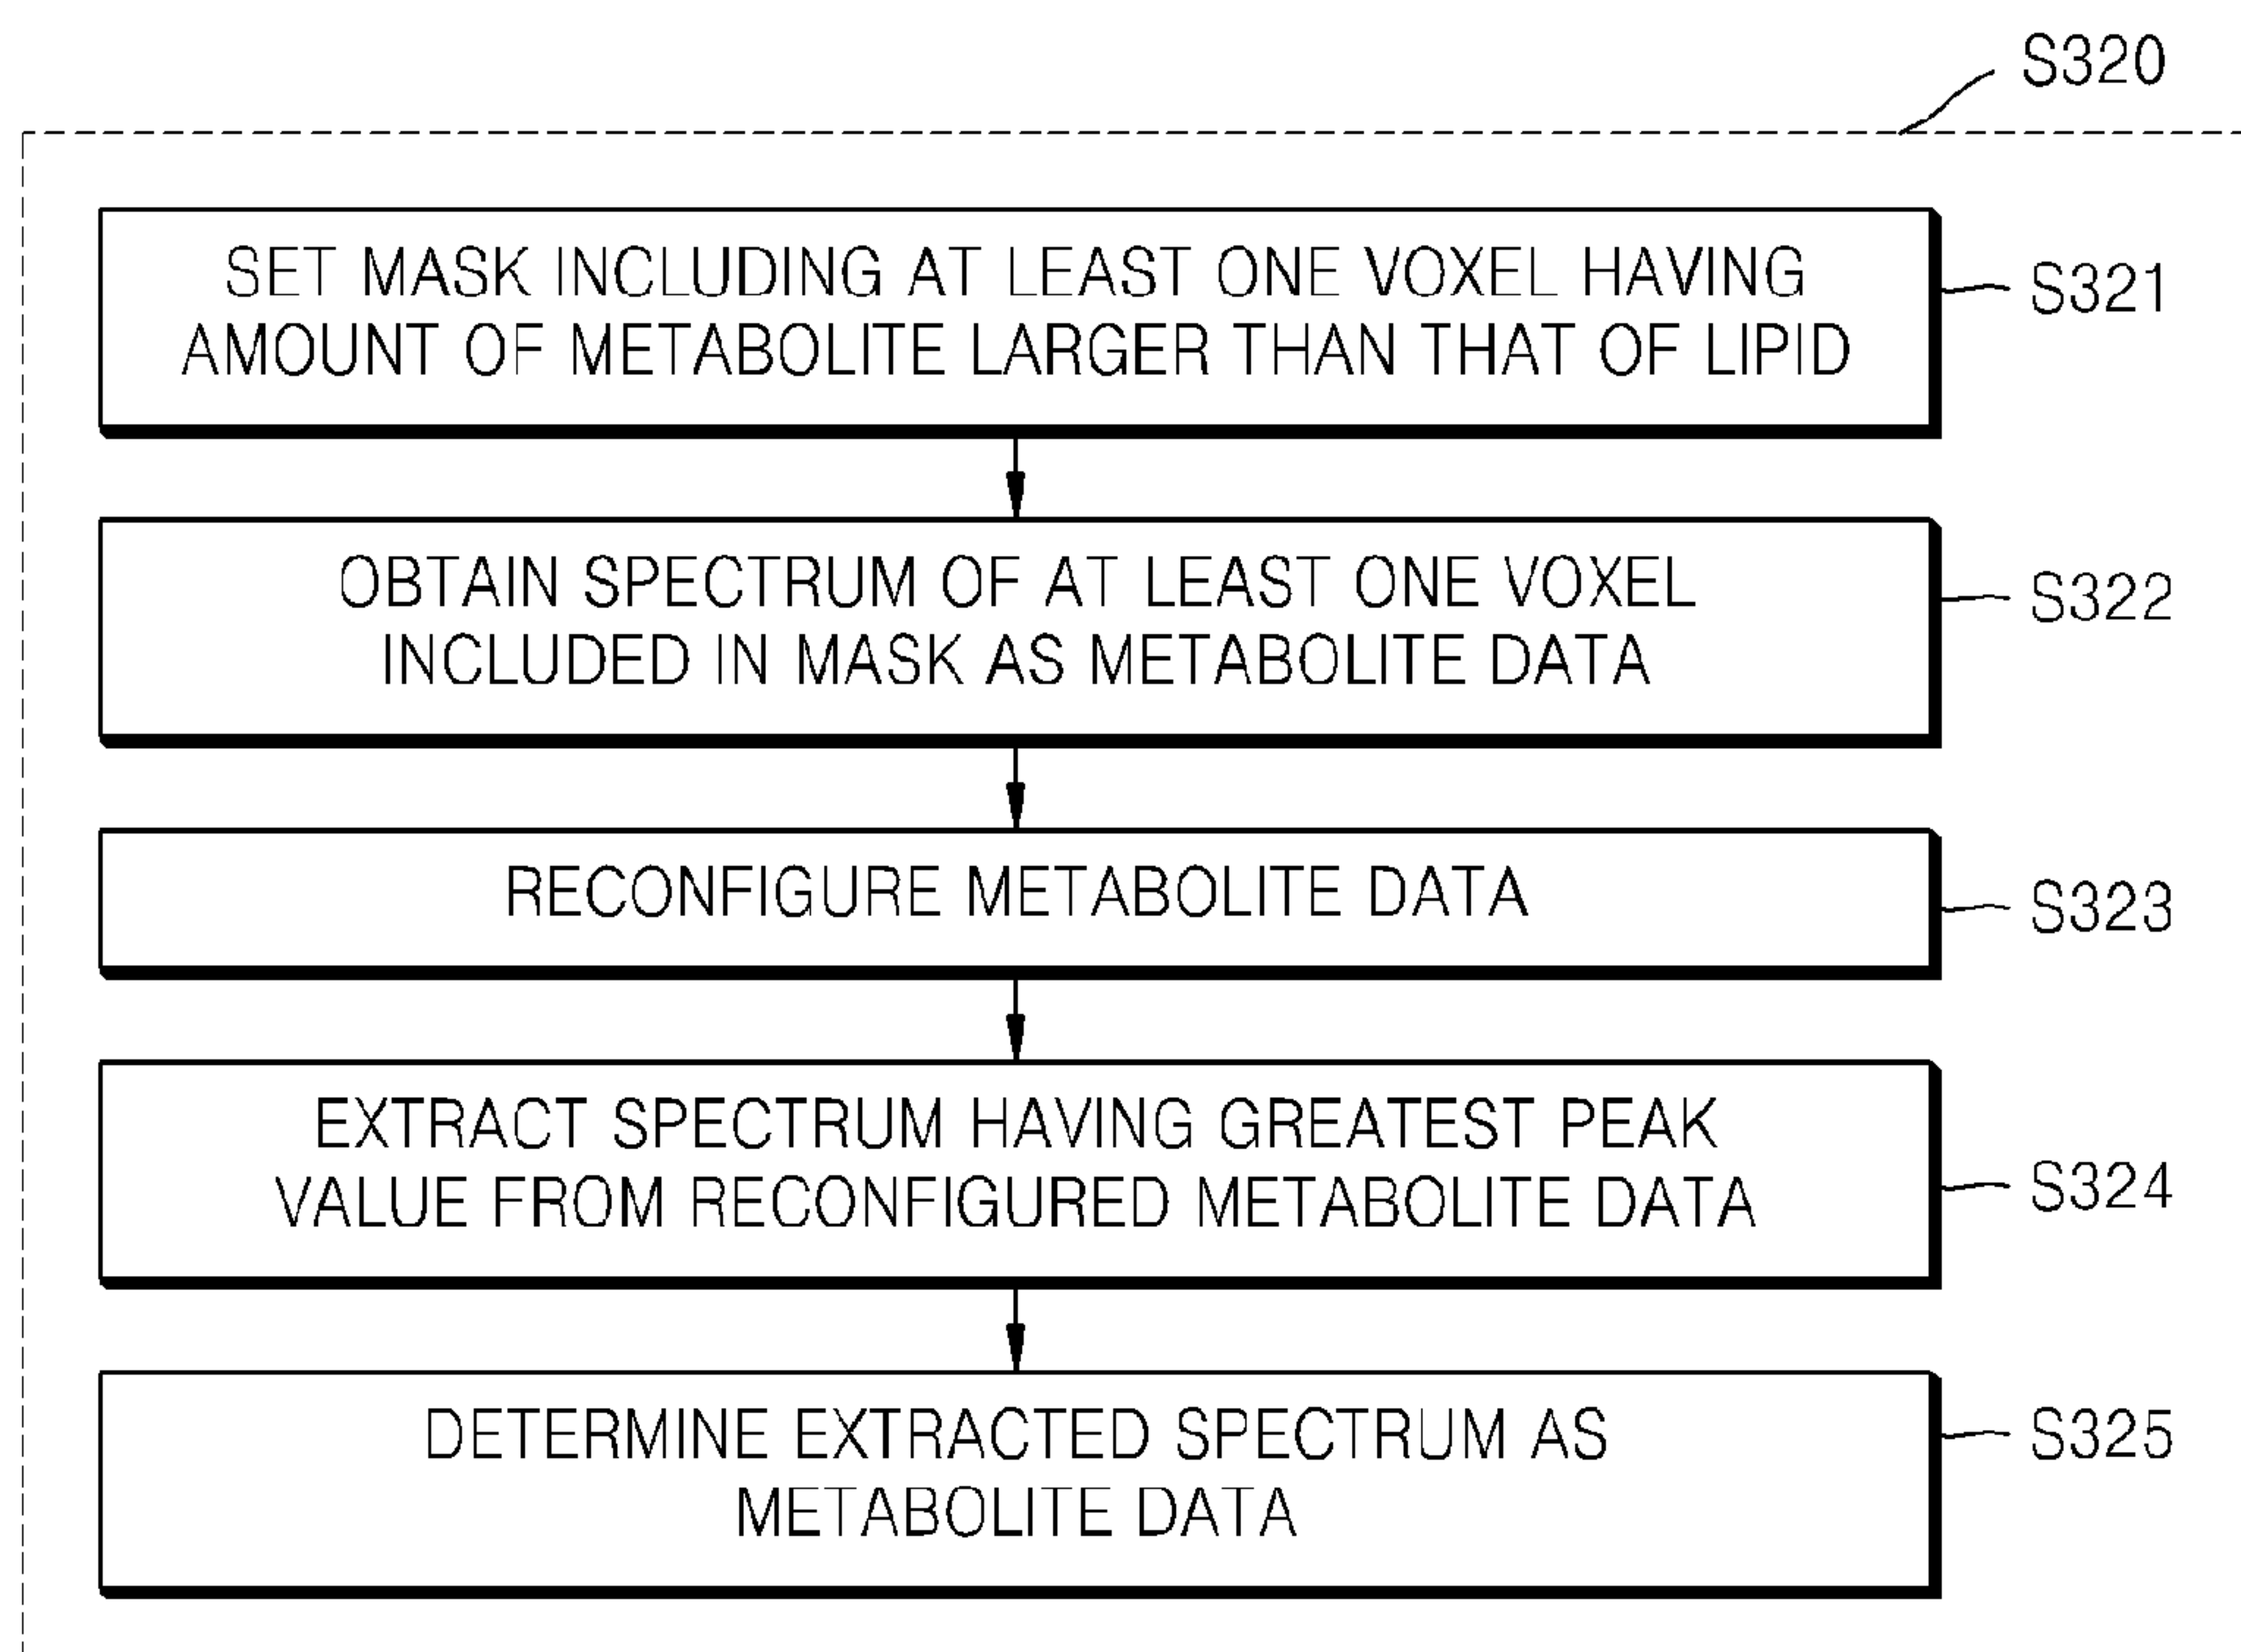 S320
SET MASK INCLUDING AT LEAST ONE VOXEL HAVING
AMOUNT OF METABOLITE LARGER THAN THAT OF LIPID
S321
OBTAIN SPECTRUM OF AT LEAST ONE VOXEL
INCLUDED IN MASK AS METABOLITE DATA
S322
RECONFIGURE METABOLITE DATA
S323
EXTRACT SPECTRUM HAVING GREATEST PEAK
VALUE FROM RECONFIGURED METABOLITE DATA
S324
DETERMINE EXTRACTED SPECTRUM AS
METABOLITE DATA
S325